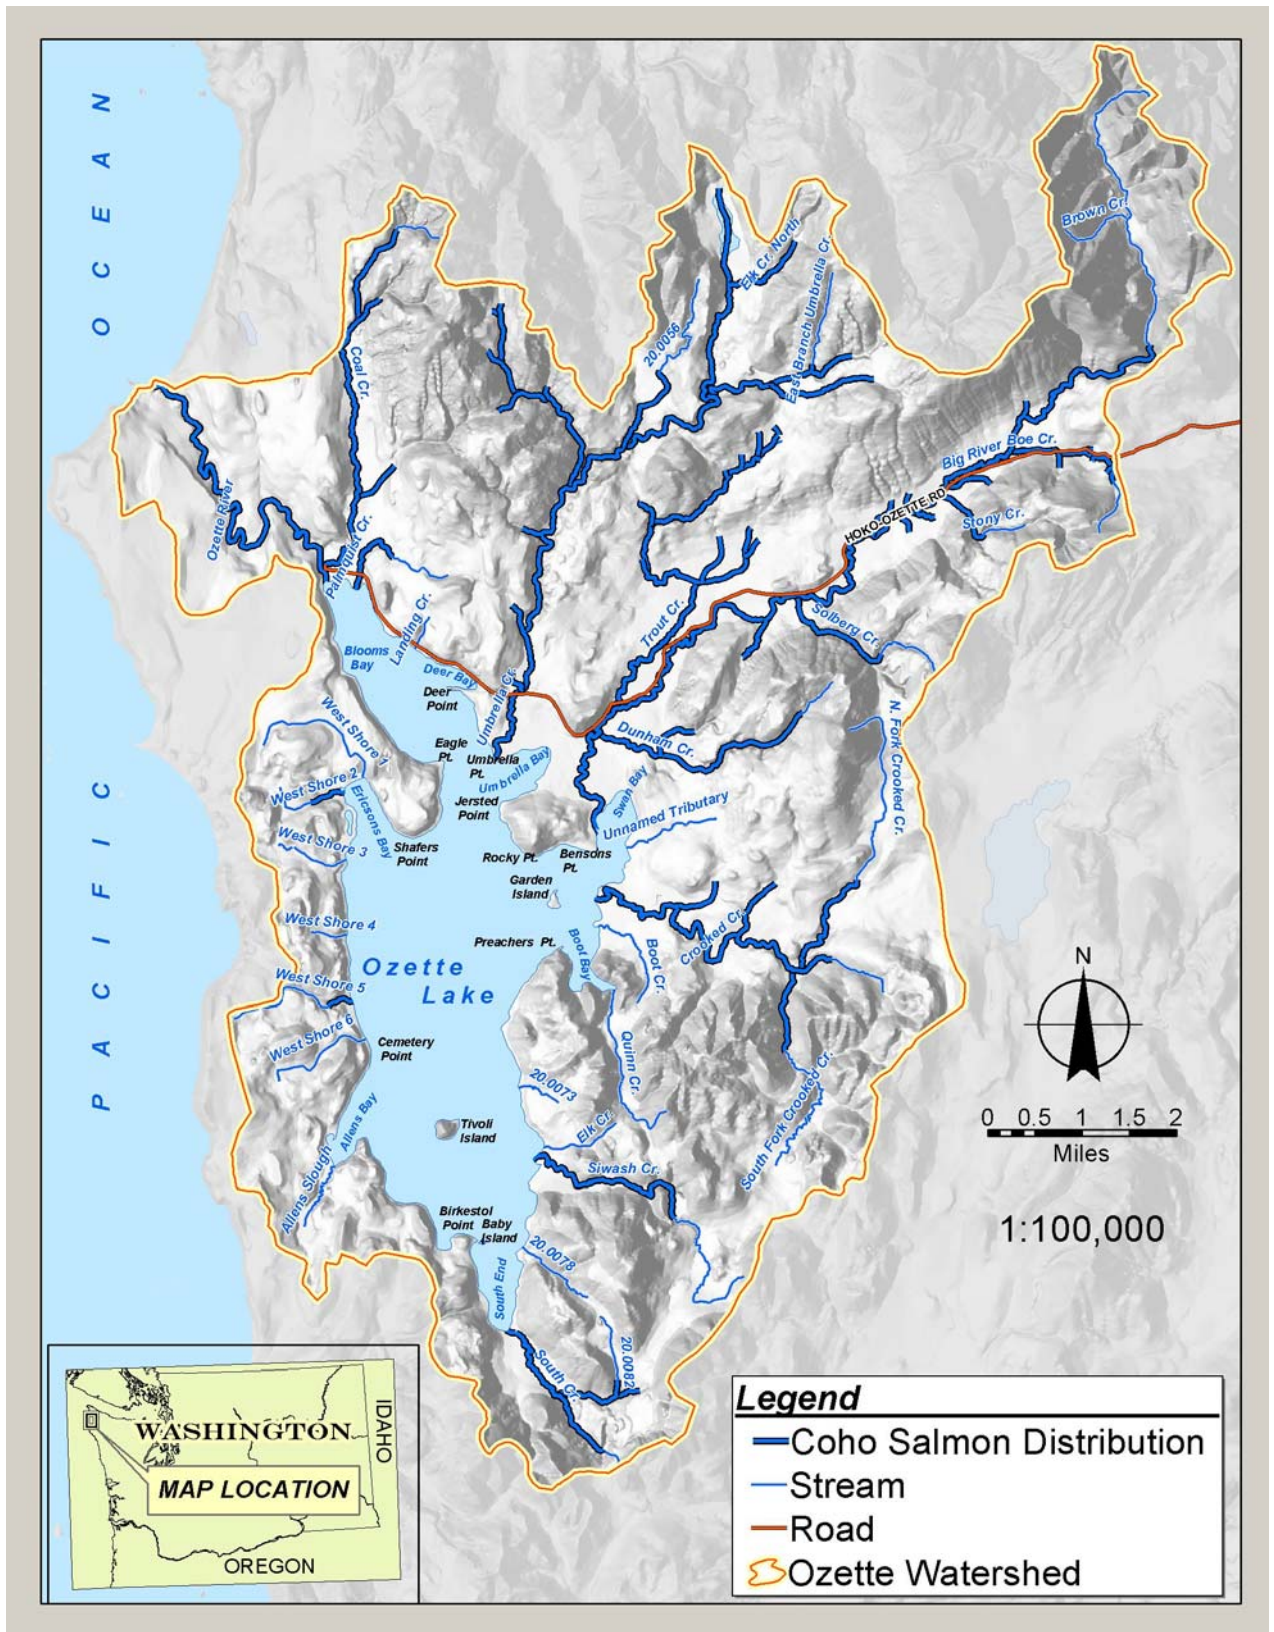 PACIFIC OCEAN
Brown Cr.
Elk Cr. North
East Branch Umbrella Cr.
20.0056
Coal Cr.
Big River Boe Cr.
HOKO-OZETTE RD
Stony Cr.
Ozette River
Palmquist Cr.
Landing Cr.
Trout Cr.
Solberg Cr.
Blooms
Bay
Deer Bay
Deer
Point
Umbrella Cr.
N. Fork Crooked Cr.
West Shore 1
Dunham Cr.
Eagle
Pt.
Umbrella
Pt.
Umbrella Bay
West Shore 2
Ericsons Bay
Jersted
Point
Swan Bay
Unnamed Tributary
West Shore 3
Shafers
Point
Rocky Pt.
Bensons
Pt.
Garden
Island
West Shore 4
Preachers Pt.
Boot Bay
Boot Cr.
Crooked Cr.
Ozette
Lake
West Shore 5
West Shore 6
Cemetery
Point
Quinn Cr.
20.0073
South Fork Crooked Cr.
Allens Bay
Tivoli
Island
Elk Cr.
Siwash Cr.
Allens Slough
Birkestol
Point
Baby
Island
20.0078
South End
South Cr.
20.0082
N
0 0.5 1 1.5 2
Miles
1:100,000
WASHINGTON
IDAHO
MAP LOCATION
OREGON
Legend
Coho Salmon Distribution
Stream
Road
Ozette Watershed